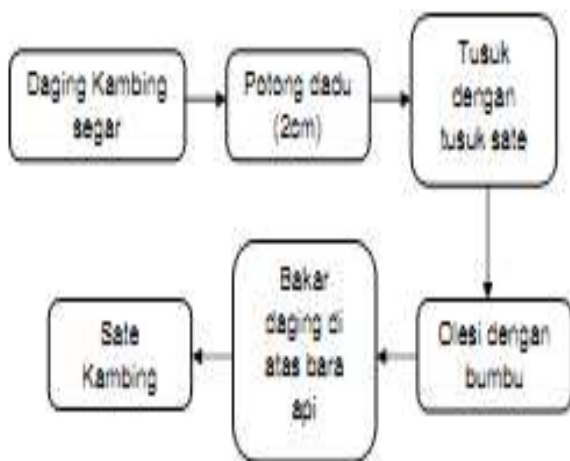 Daging Kambing
segar
Potong dadu
(2cm)
Tusuk
dengan
tusuk sate
Olesi dengan
bumbu
Bakar
daging di
atas bara
api
Sate
Kambing